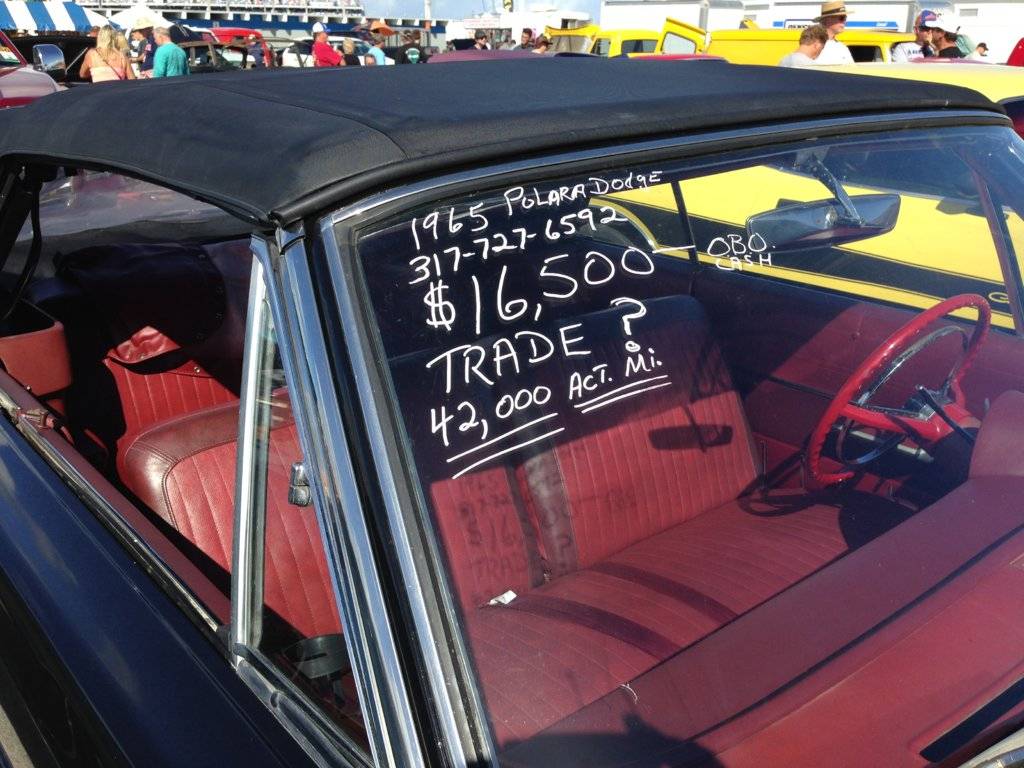 1965 POLARA DODGE
317-727-6592
$16,500 — OBO.
CASH
TRADE ?
42,000 ACT. Mi.